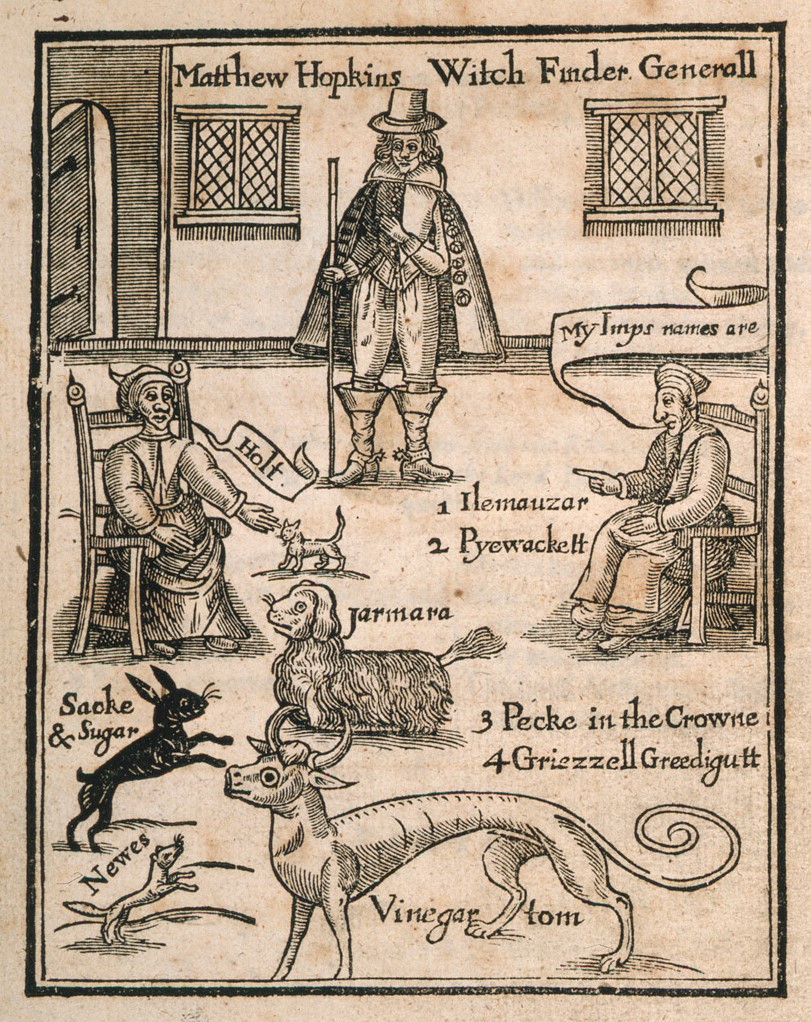 Matthew Hopkins Witch Finder Generall
My Imps names are
Holt.
1 Ilemauzar
2 Pyewackett
Jarmara
Sacke
& Sugar
3 Pecke in the Crowne
4 Griezzell Greedigutt
Newes
Vinegar tom